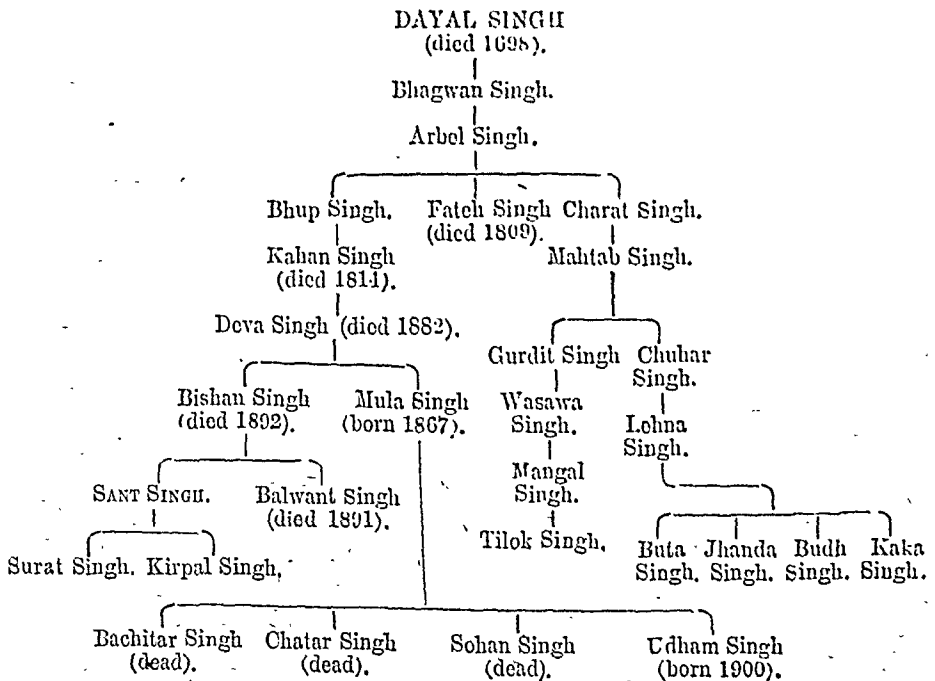 DAYAL SINGH
(died 1698).
Bhagwan Singh.
Arbel Singh.
Bhup Singh. Fateh Singh Charat Singh.
(died 1809).
Kahan Singh Mahtab Singh.
(died 1814).
Deva Singh (died 1882).
Gurdit Singh Chuhar
Singh.
Bishan Singh Mula Singh Wasawa
(died 1892). (born 1867). Singh. Lehna
Singh.
Mangal
SANT SINGH. Balwant Singh Singh.
(died 1891).
Surat Singh. Kirpal Singh. Tilok Singh. Buta Jhanda Budh Kaka
Singh. Singh. Singh. Singh.
Bachitar Singh Chatar Singh Sohan Singh Udham Singh
(dead). (dead). (dead). (born 1900).